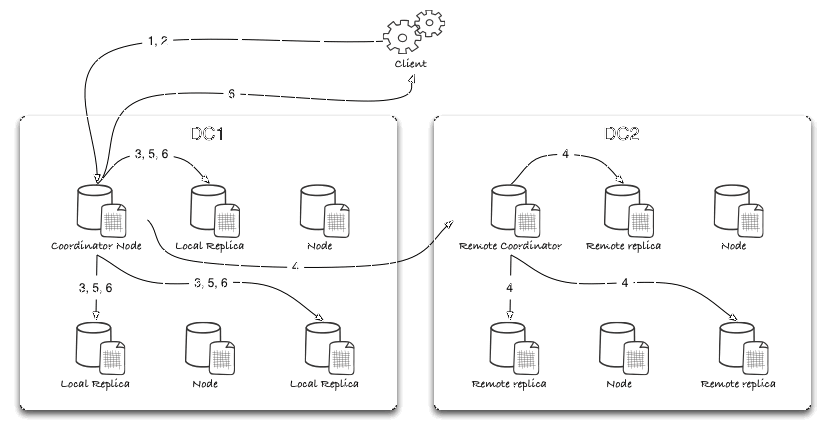 1, 2
Client
6
DC1
DC2
3, 5, 6
4
Coordinator Node
Local Replica
Node
Remote Coordinator
Remote replica
Node
4
3, 5, 6
3, 5, 6
4
4
Local Replica
Node
Local Replica
Remote replica
Node
Remote replica